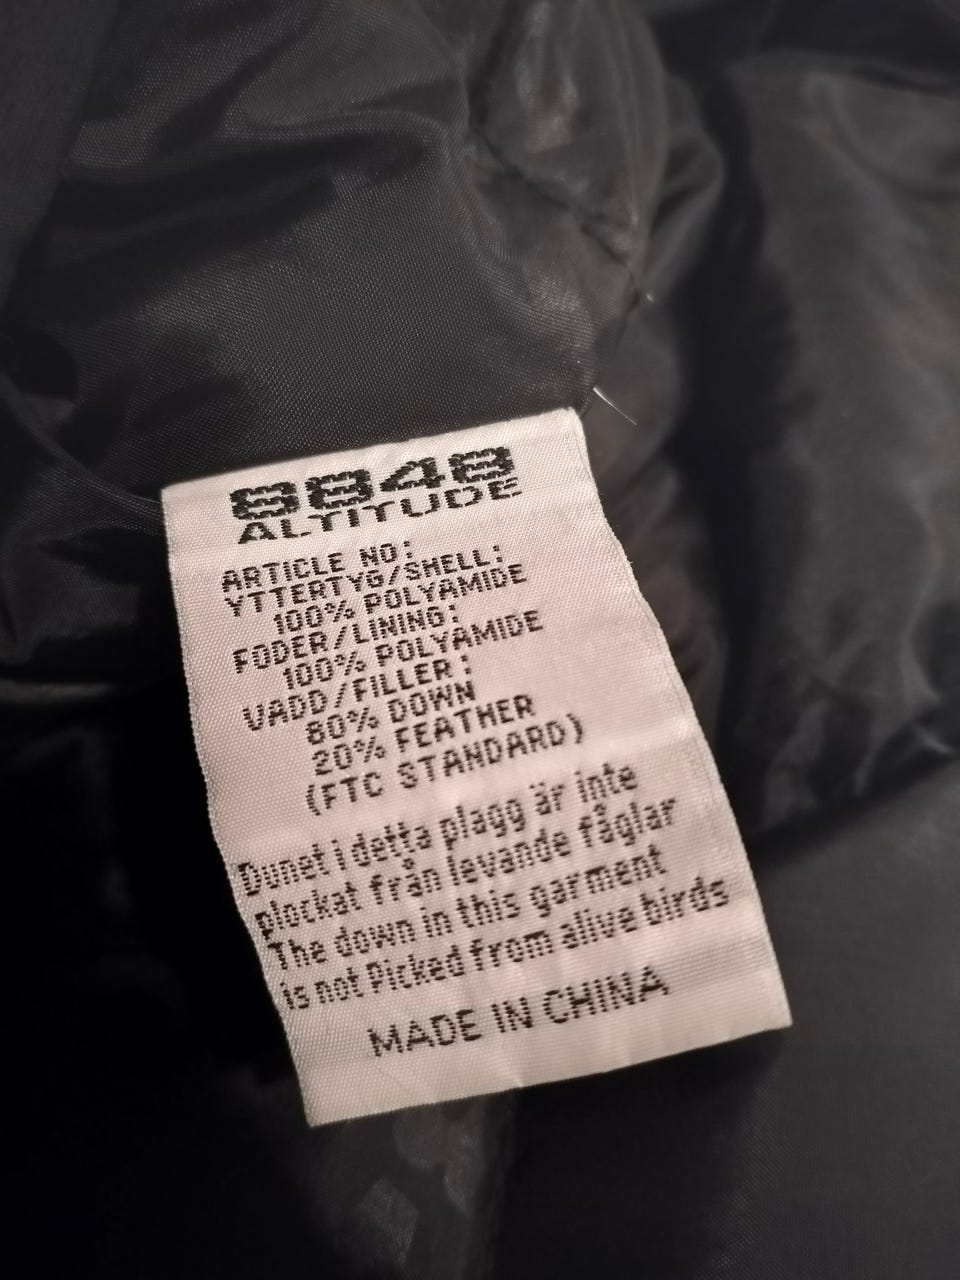 8848
ALTITUDE
ARTICLE NO:
YTTERTYG/SHELL:
100% POLYAMIDE
FODER/LINING:
100% POLYAMIDE
VADD/FILLER:
80% DOWN
20% FEATHER
(FTC STANDARD)
Dunet i detta plagg är inte
plockat från levande fåglar
The down in this garment
is not Picked from alive birds
MADE IN CHINA